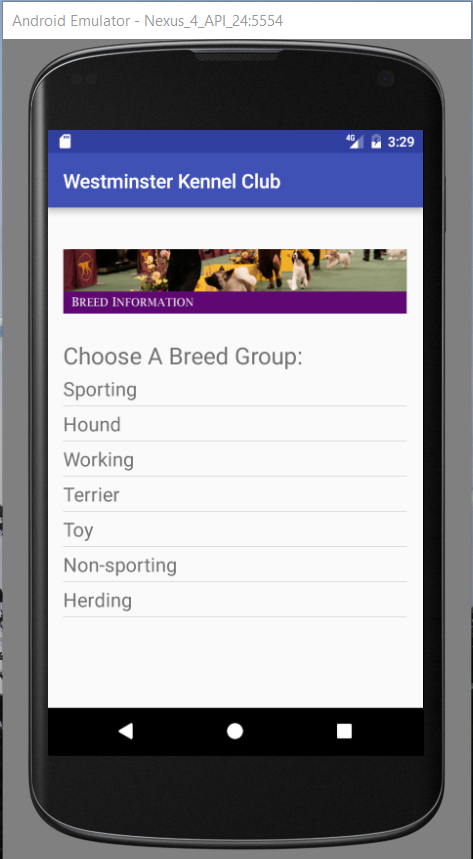 Android Emulator - Nexus_4_API_24:5554
4G 3:29
Westminster Kennel Club
BREED INFORMATION
Choose A Breed Group:
Sporting
Hound
Working
Terrier
Toy
Non-sporting
Herding